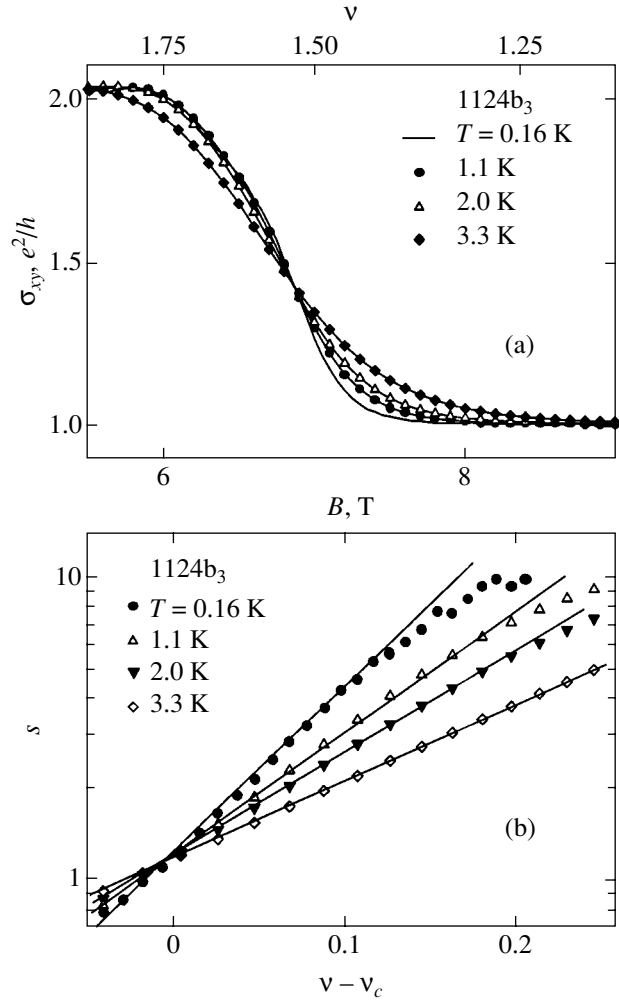 ν
1.75 1.50 1.25
1124b₃
T = 0.16 K
1.1 K
2.0 K
3.3 K
2.0
1.5
1.0
σxy, e²/h
(a)
6 8
B, T
1124b₃
T = 0.16 K
1.1 K
2.0 K
3.3 K
10
1
s
(b)
0 0.1 0.2
ν – νc